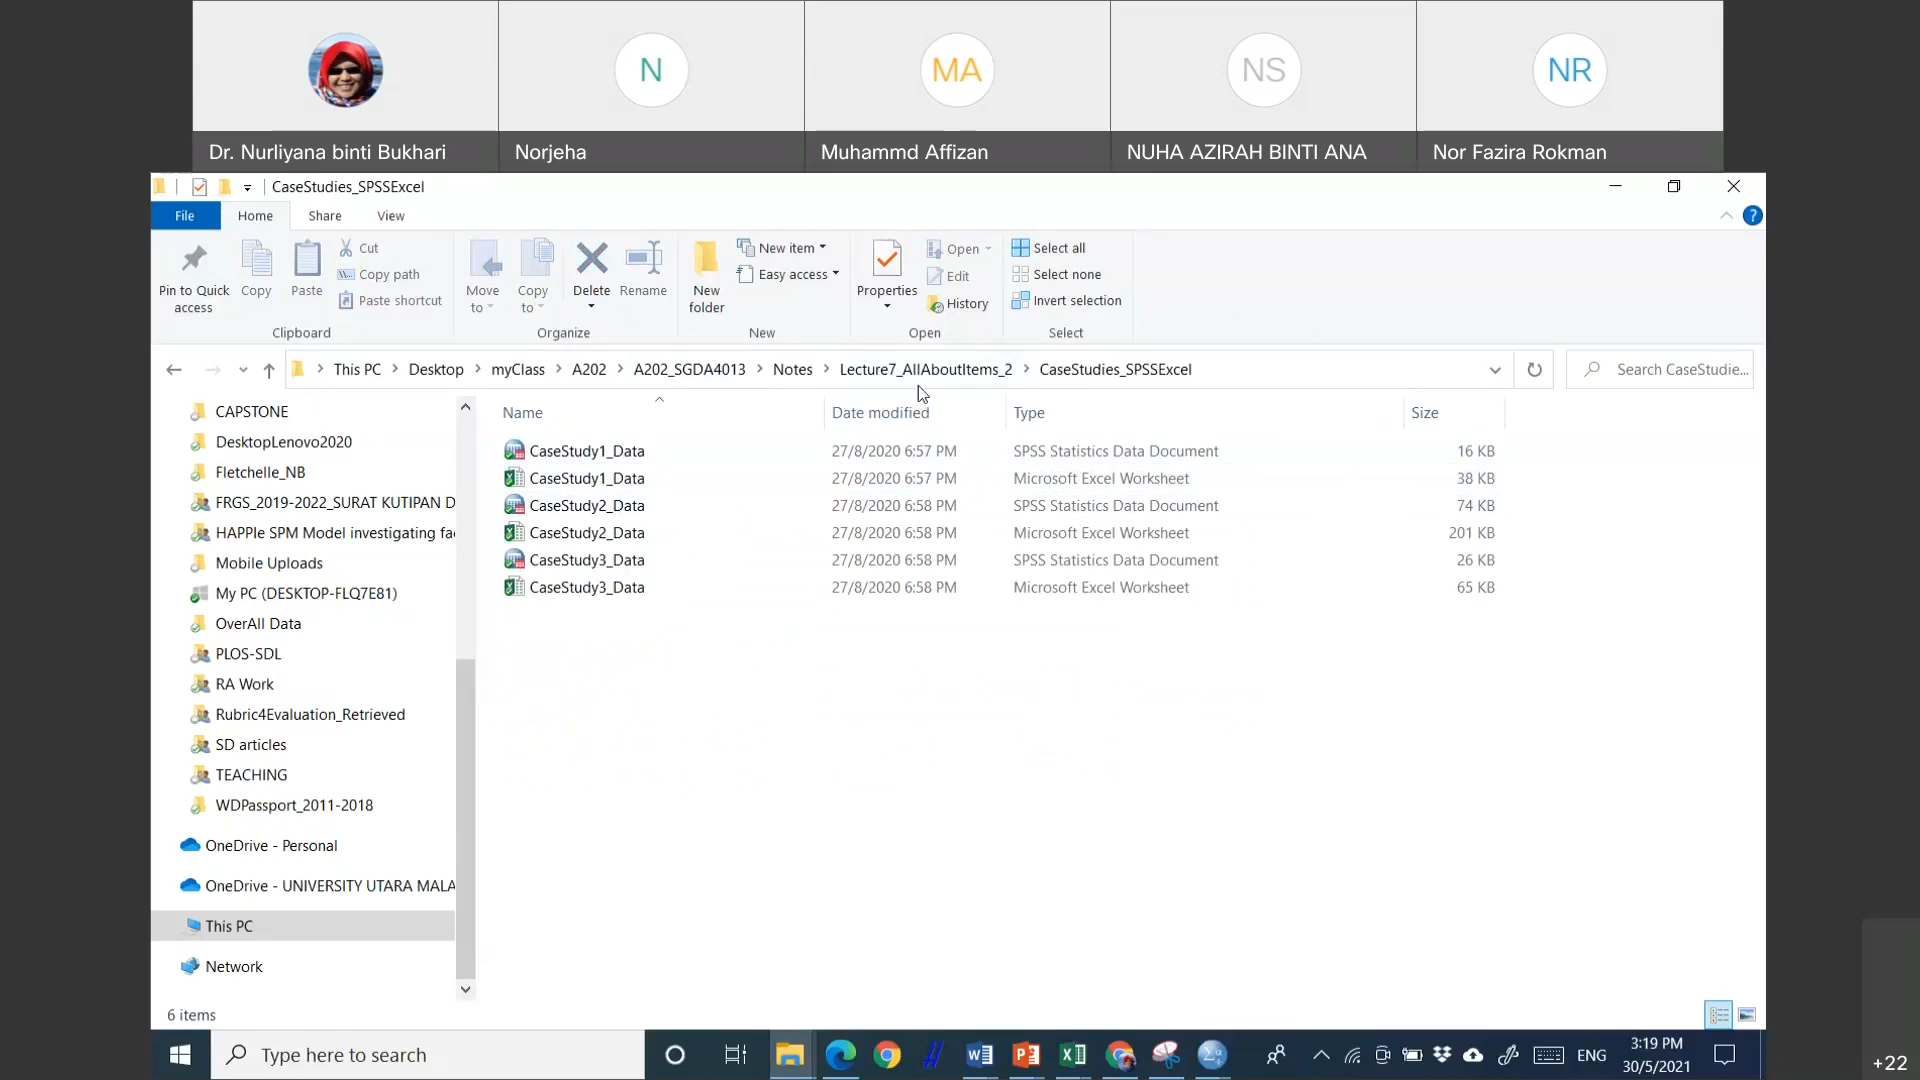 N
MA
NS
NR
Dr. Nurliyana binti Bukhari
Norjeha
Muhammd Affizan
NUHA AZIRAH BINTI ANA
Nor Fazira Rokman
CaseStudies_SPSSExcel
File
Home
Share
View
?
Pin to Quick access
Copy
Paste
Cut
Copy path
Paste shortcut
Clipboard
Move to
Copy to
Delete
Rename
Organize
New folder
New item
Easy access
New
Properties
Open
Edit
History
Open
Select all
Select none
Invert selection
Select
This PC > Desktop > myClass > A202 > A202_SGDA4013 > Notes > Lecture7_AllAboutItems_2 > CaseStudies_SPSSExcel
Search CaseStudie...
CAPSTONE
DesktopLenovo2020
Fletchelle_NB
FRGS_2019-2022_SURAT KUTIPAN D
HAPPIe SPM Model investigating fa
Mobile Uploads
My PC (DESKTOP-FLQ7E81)
OverAll Data
PLOS-SDL
RA Work
Rubric4Evaluation_Retrieved
SD articles
TEACHING
WDPassport_2011-2018
OneDrive - Personal
OneDrive - UNIVERSITY UTARA MALA
This PC
Network
Name Date modified Type Size
CaseStudy1_Data 27/8/2020 6:57 PM SPSS Statistics Data Document 16 KB
CaseStudy1_Data 27/8/2020 6:57 PM Microsoft Excel Worksheet 38 KB
CaseStudy2_Data 27/8/2020 6:58 PM SPSS Statistics Data Document 74 KB
CaseStudy2_Data 27/8/2020 6:58 PM Microsoft Excel Worksheet 201 KB
CaseStudy3_Data 27/8/2020 6:58 PM SPSS Statistics Data Document 26 KB
CaseStudy3_Data 27/8/2020 6:58 PM Microsoft Excel Worksheet 65 KB
6 items
Type here to search
ENG
3:19 PM
30/5/2021
+22